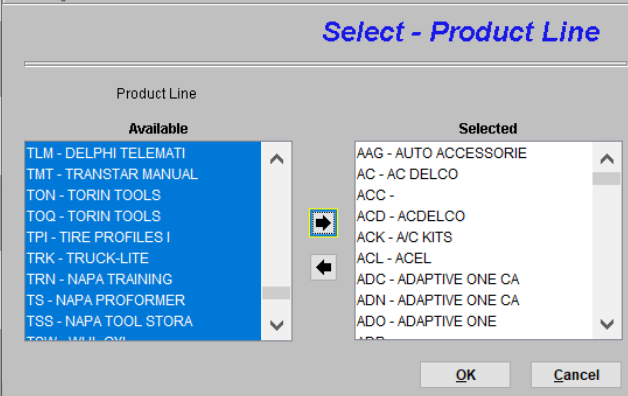 Select - Product Line
Product Line
Available
TLM - DELPHI TELEMATI
TMT - TRANSTAR MANUAL
TON - TORIN TOOLS
TOQ - TORIN TOOLS
TPI - TIRE PROFILES I
TRK - TRUCK-LITE
TRN - NAPA TRAINING
TS - NAPA PROFORMER
TSS - NAPA TOOL STORA
Selected
AAG - AUTO ACCESSORIE
AC - AC DELCO
ACC -
ACD - ACDELCO
ACK - A/C KITS
ACL - ACEL
ADC - ADAPTIVE ONE CA
ADN - ADAPTIVE ONE CA
ADO - ADAPTIVE ONE
OK
Cancel